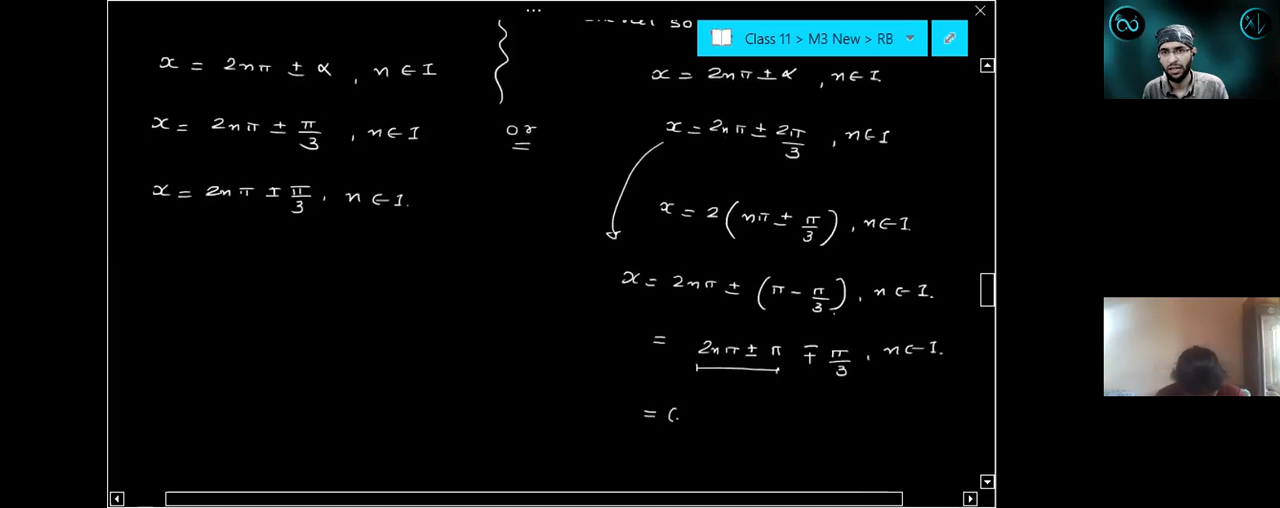 ...
Class 11 > M3 New > RB
x = 2nπ ± α , n ∈ I
x = 2nπ ± π/3 , n ∈ I
x = 2nπ ± π/3 , n ∈ I.
or
x = 2nπ ± α , n ∈ I.
x = 2nπ ± 2π/3 , n ∈ I
x = 2 ( nπ ± π/3 ) , n ∈ I.
x = 2nπ ± ( π - π/3 ) , n ∈ I.
= 2nπ ± π ∓ π/3 , n ∈ I.
= (